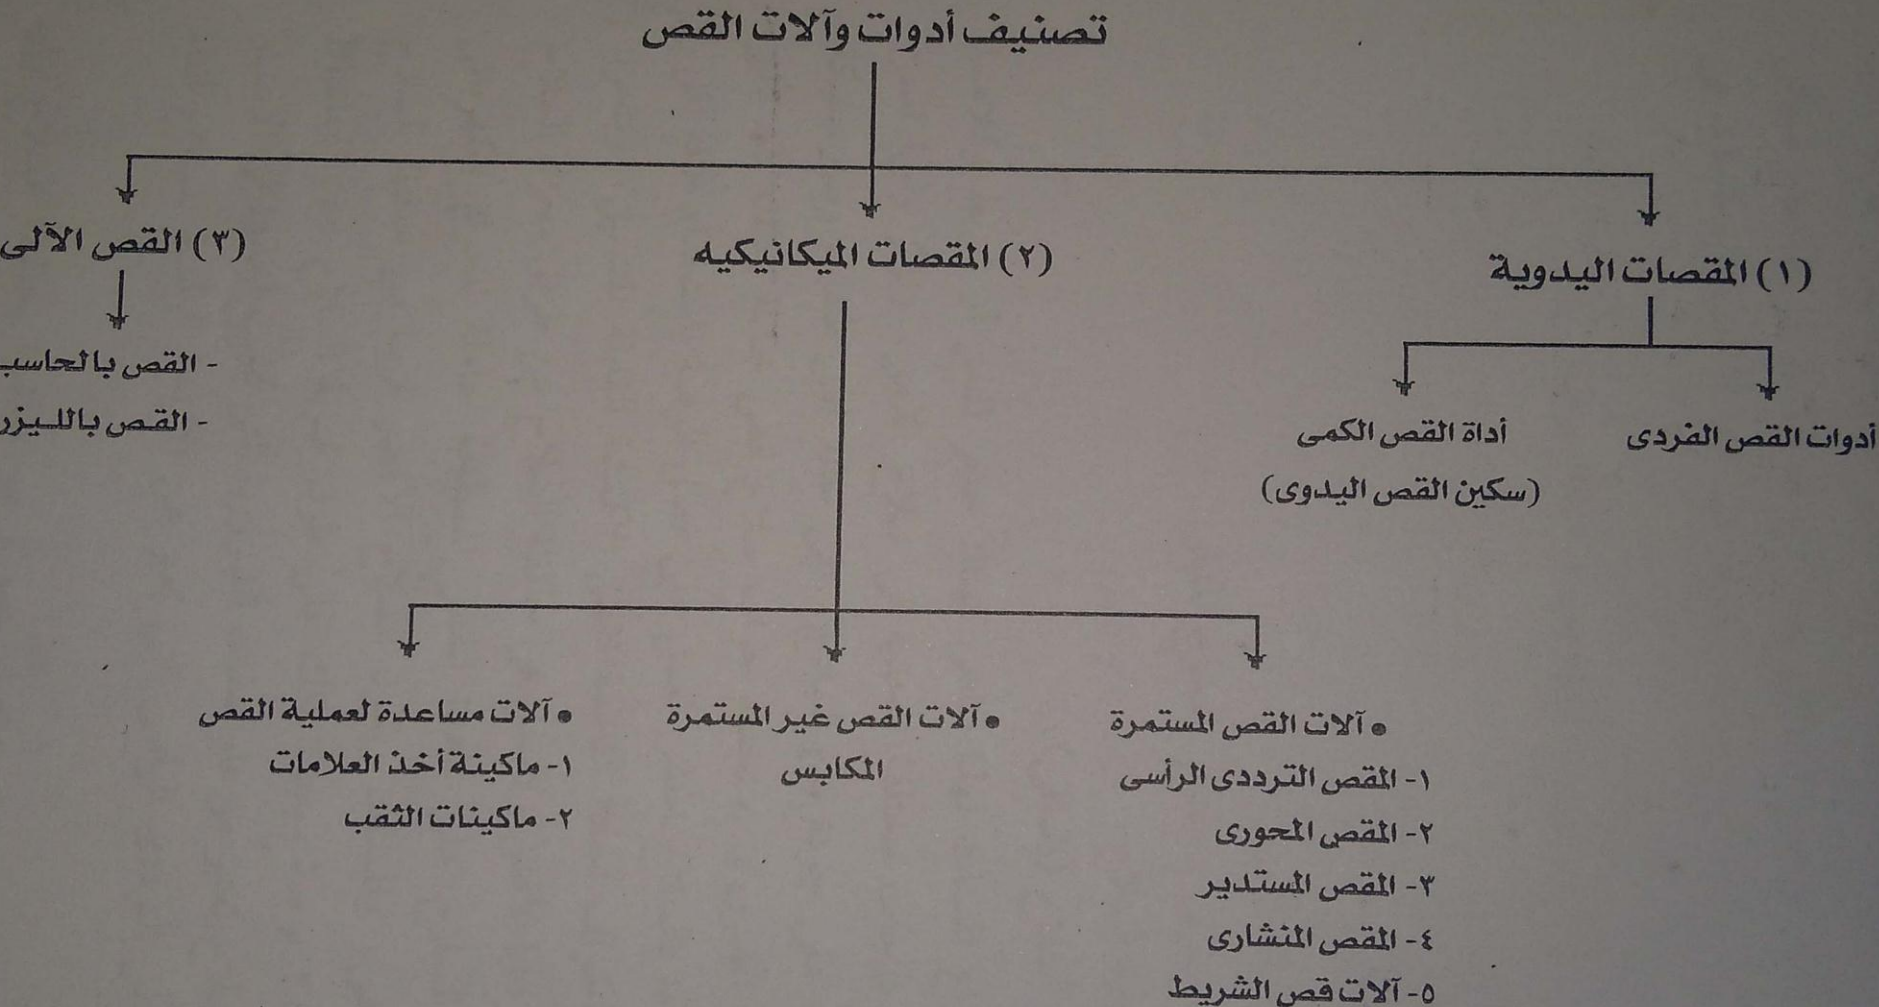 تصنيف أدوات وآلات القص
(١) المقصات اليدوية
أدوات القص الفردى
أداة القص الكمى
(سكين القص اليدوى)
(٢) المقصات الميكانيكيه
• آلات القص المستمرة
١- المقص الترددى الرأسى
٢- المقص المحورى
٣- المقص المستدير
٤- المقص المنشارى
٥- آلات قص الشريط
• آلات القص غير المستمرة
المكابس
• آلات مساعدة لعملية القص
١- ماكينة أخذ العلامات
٢- ماكينات الثقب
(٣) القص الآلى
- القص بالحاسب
- القص بالليزر